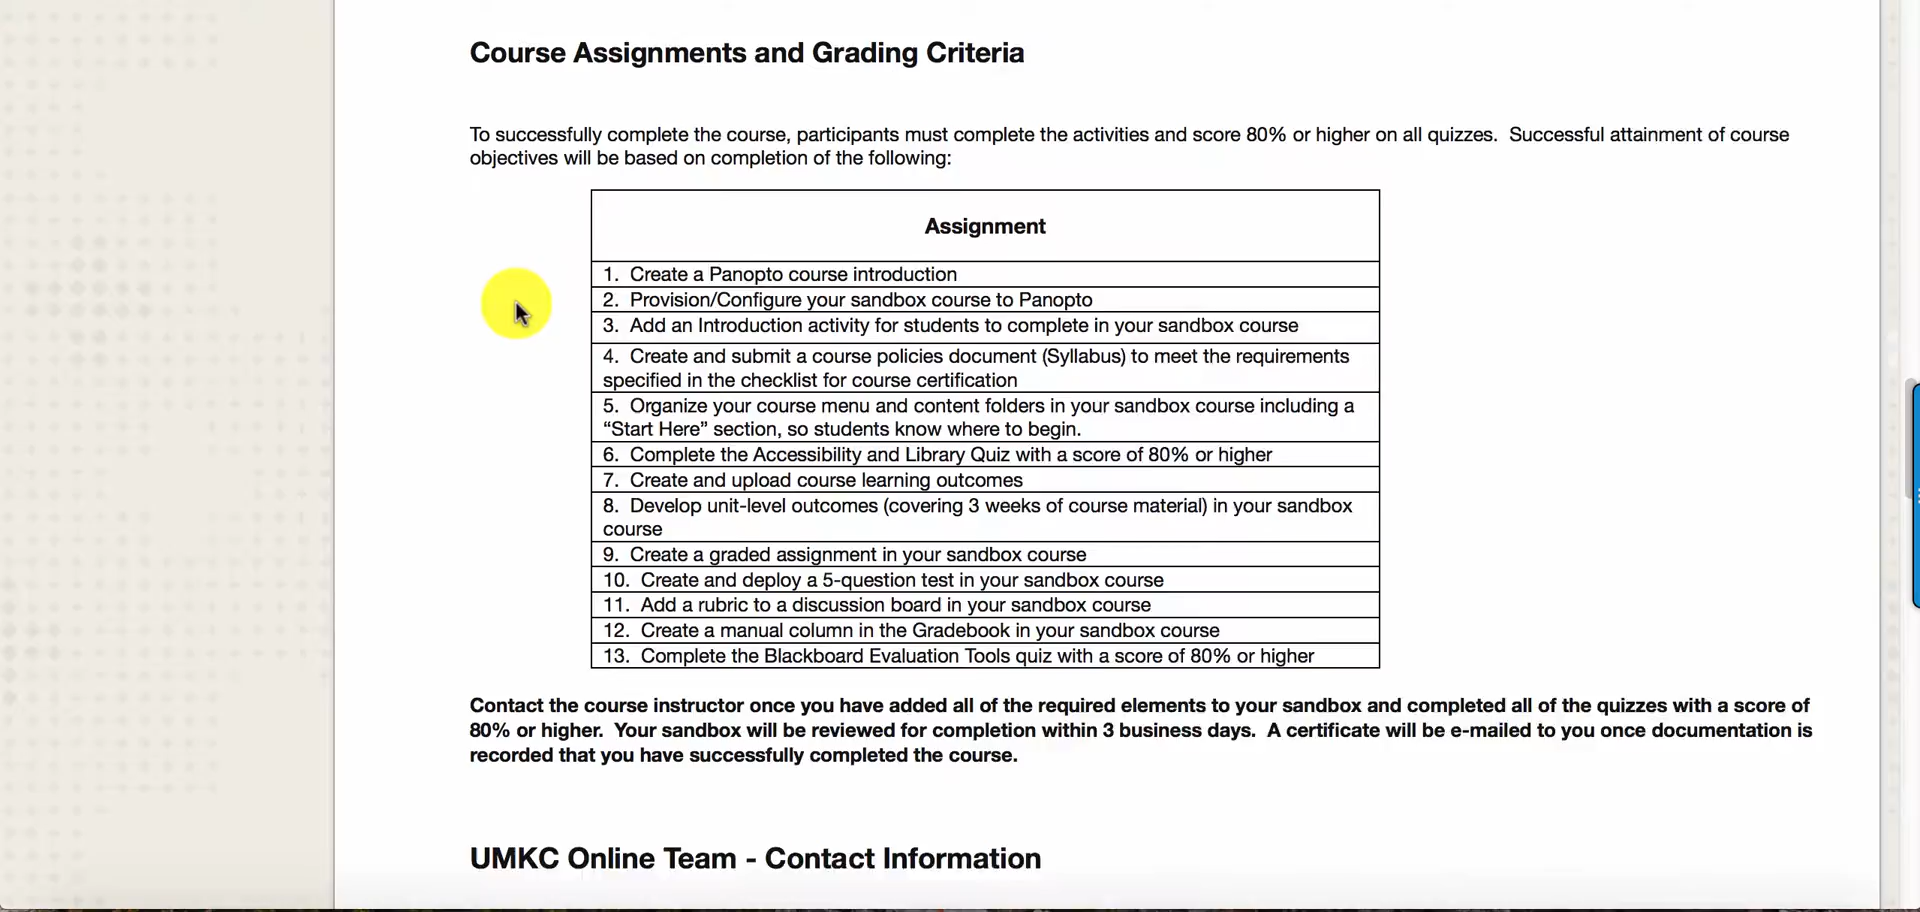 Course Assignments and Grading Criteria
To successfully complete the course, participants must complete the activities and score 80% or higher on all quizzes.  Successful attainment of course
objectives will be based on completion of the following:
Assignment
1.  Create a Panopto course introduction
2.  Provision/Configure your sandbox course to Panopto
3.  Add an Introduction activity for students to complete in your sandbox course
4.  Create and submit a course policies document (Syllabus) to meet the requirements
specified in the checklist for course certification
5.  Organize your course menu and content folders in your sandbox course including a
“Start Here” section, so students know where to begin.
6.  Complete the Accessibility and Library Quiz with a score of 80% or higher
7.  Create and upload course learning outcomes
8.  Develop unit-level outcomes (covering 3 weeks of course material) in your sandbox
course
9.  Create a graded assignment in your sandbox course
10.  Create and deploy a 5-question test in your sandbox course
11.  Add a rubric to a discussion board in your sandbox course
12.  Create a manual column in the Gradebook in your sandbox course
13.  Complete the Blackboard Evaluation Tools quiz with a score of 80% or higher
Contact the course instructor once you have added all of the required elements to your sandbox and completed all of the quizzes with a score of
80% or higher.  Your sandbox will be reviewed for completion within 3 business days.  A certificate will be e-mailed to you once documentation is
recorded that you have successfully completed the course.
UMKC Online Team - Contact Information